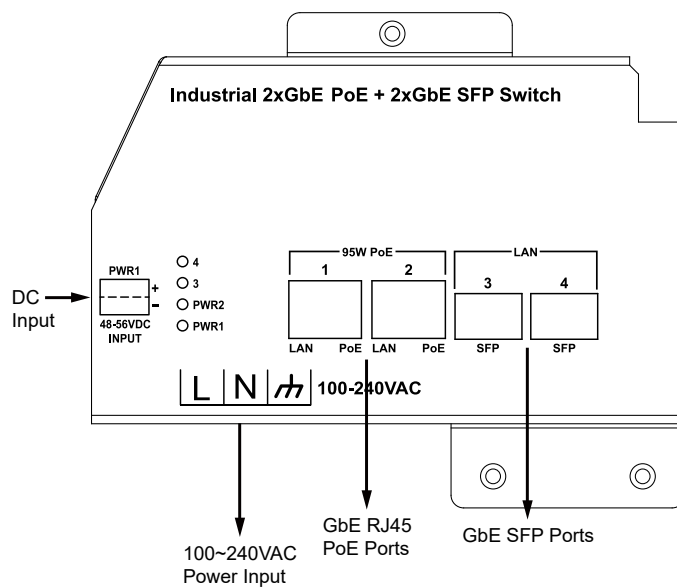 Industrial 2xGbE PoE + 2xGbE SFP Switch
95W PoE
LAN
1
2
3
4
LAN PoE
LAN PoE
SFP
SFP
4
3
PWR2
PWR1
PWR1
+
-
48-56VDC
INPUT
DC
Input
L N
100-240VAC
100~240VAC
Power Input
GbE RJ45
PoE Ports
GbE SFP Ports